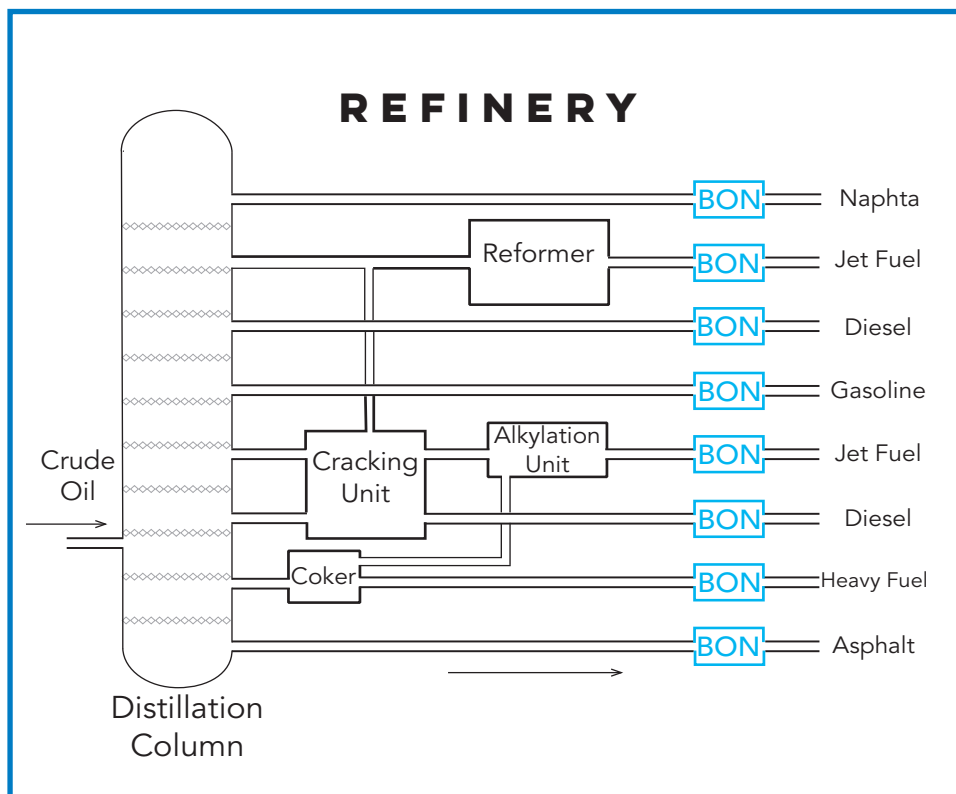 REFINERY
BON
Naphta
Reformer
BON
Jet Fuel
BON
Diesel
BON
Gasoline
Crude
Oil
Cracking
Unit
Alkylation
Unit
BON
Jet Fuel
BON
Diesel
Coker
BON
Heavy Fuel
BON
Asphalt
Distillation
Column